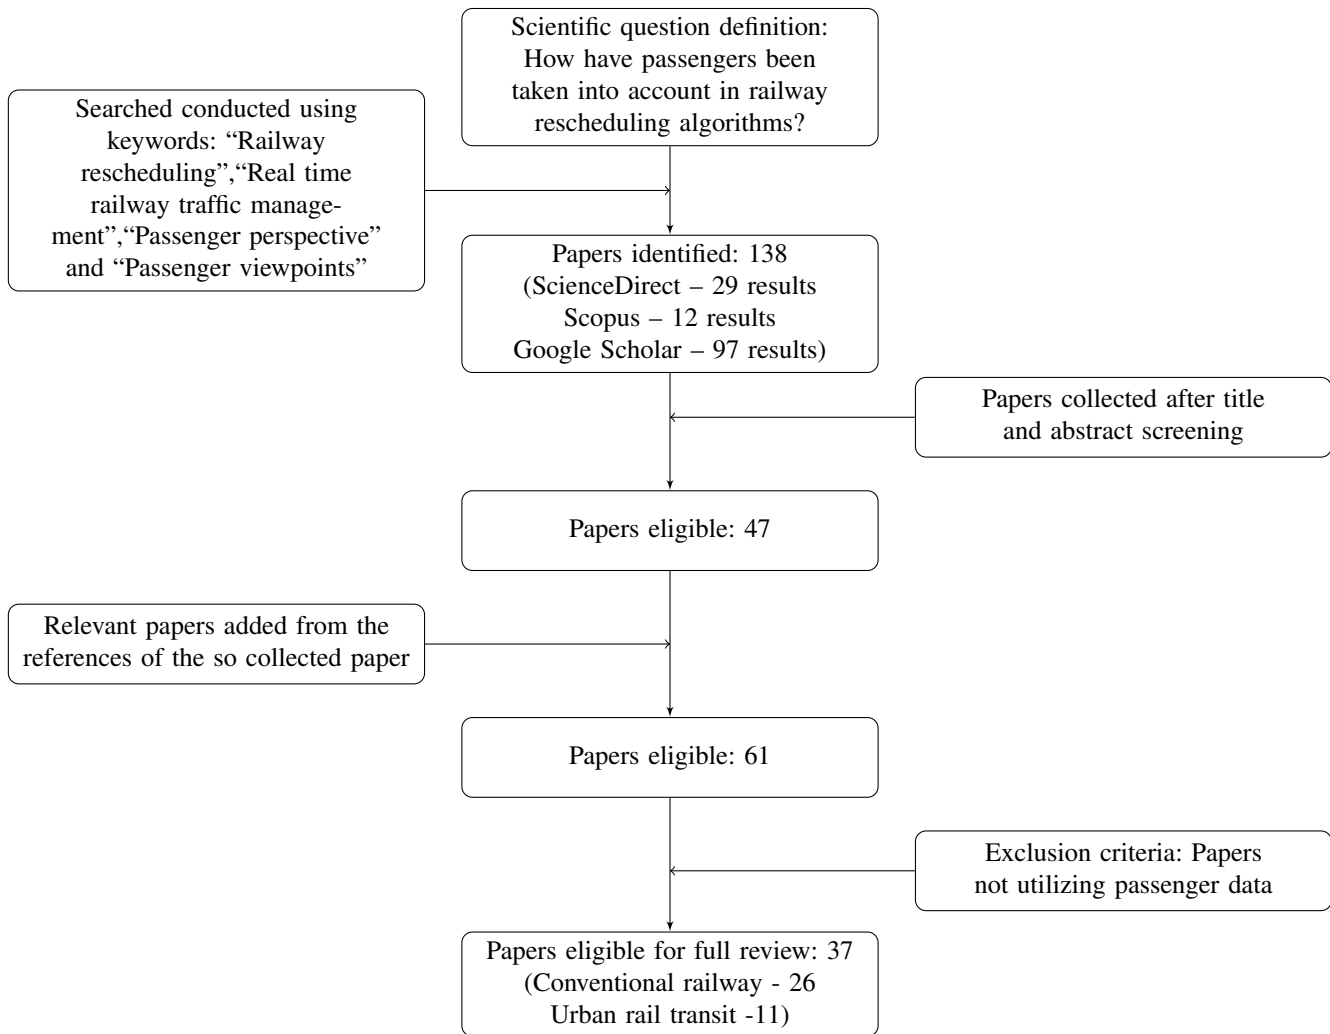 Scientific question definition:
How have passengers been
taken into account in railway
rescheduling algorithms?
Searched conducted using
keywords: “Railway
rescheduling”,“Real time
railway traffic manage-
ment”,“Passenger perspective”
and “Passenger viewpoints”
Papers identified: 138
(ScienceDirect – 29 results
Scopus – 12 results
Google Scholar – 97 results)
Papers collected after title
and abstract screening
Papers eligible: 47
Relevant papers added from the
references of the so collected paper
Papers eligible: 61
Exclusion criteria: Papers
not utilizing passenger data
Papers eligible for full review: 37
(Conventional railway - 26
Urban rail transit -11)